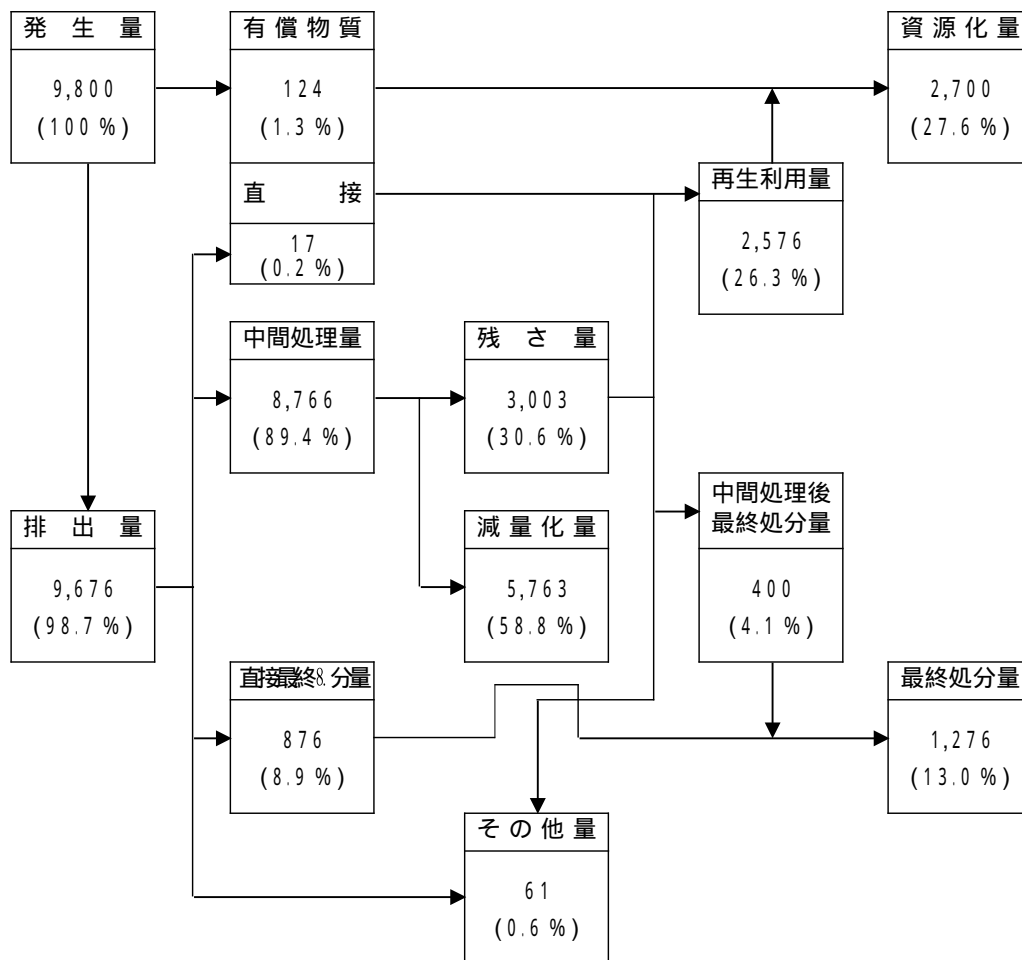 発生量
9,800
(100 %)
有償物質
124
(1.3 %)
直 接
17
(0.2 %)
資源化量
2,700
(27.6 %)
再生利用量
2,576
(26.3 %)
中間処理量
8,766
(89.4 %)
残さ量
3,003
(30.6 %)
排出量
9,676
(98.7 %)
減量化量
5,763
(58.8 %)
中間処理後
最終処分量
400
(4.1 %)
876
(8.9 %)
最終処分量
1,276
(13.0 %)
その他量
61
(0.6 %)